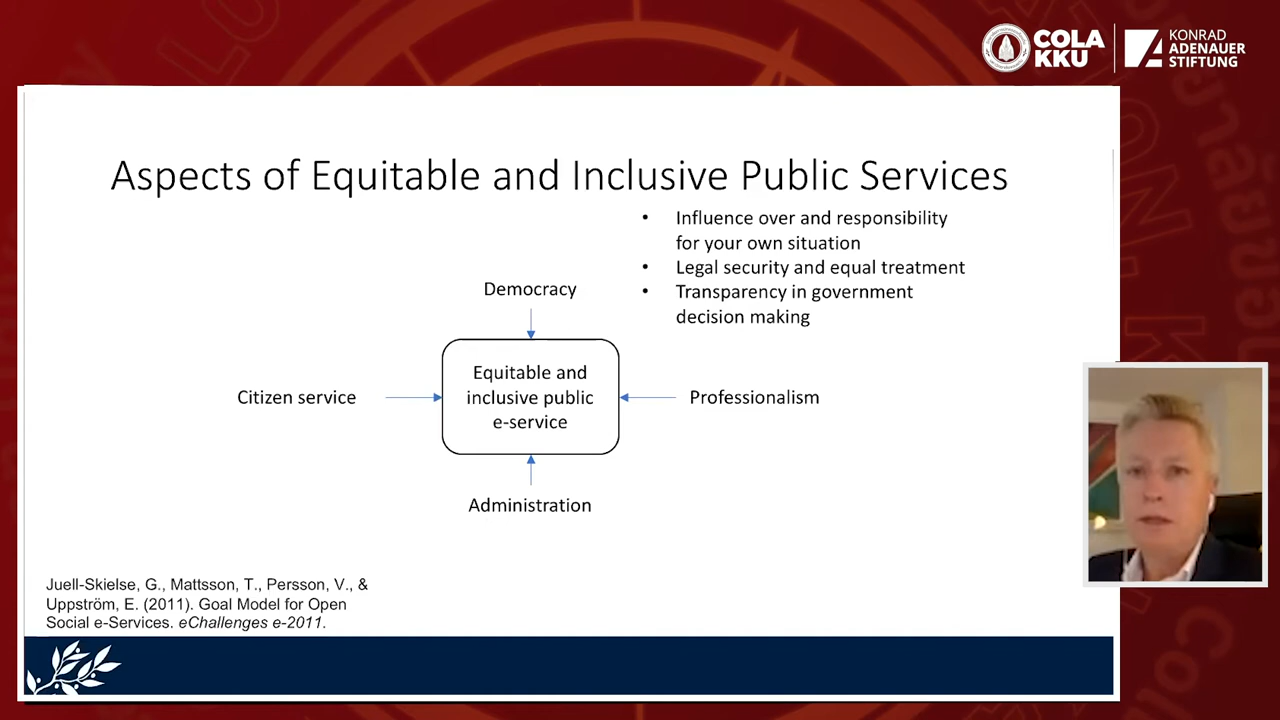 COLA
KKU
KONRAD
ADENAUER
STIFTUNG
Aspects of Equitable and Inclusive Public Services
• Influence over and responsibility
for your own situation
• Legal security and equal treatment
• Transparency in government
decision making
Democracy
Citizen service
Equitable and
inclusive public
e-service
Professionalism
Administration
Juell-Skielse, G., Mattsson, T., Persson, V., &
Uppström, E. (2011). Goal Model for Open
Social e-Services. eChallenges e-2011.